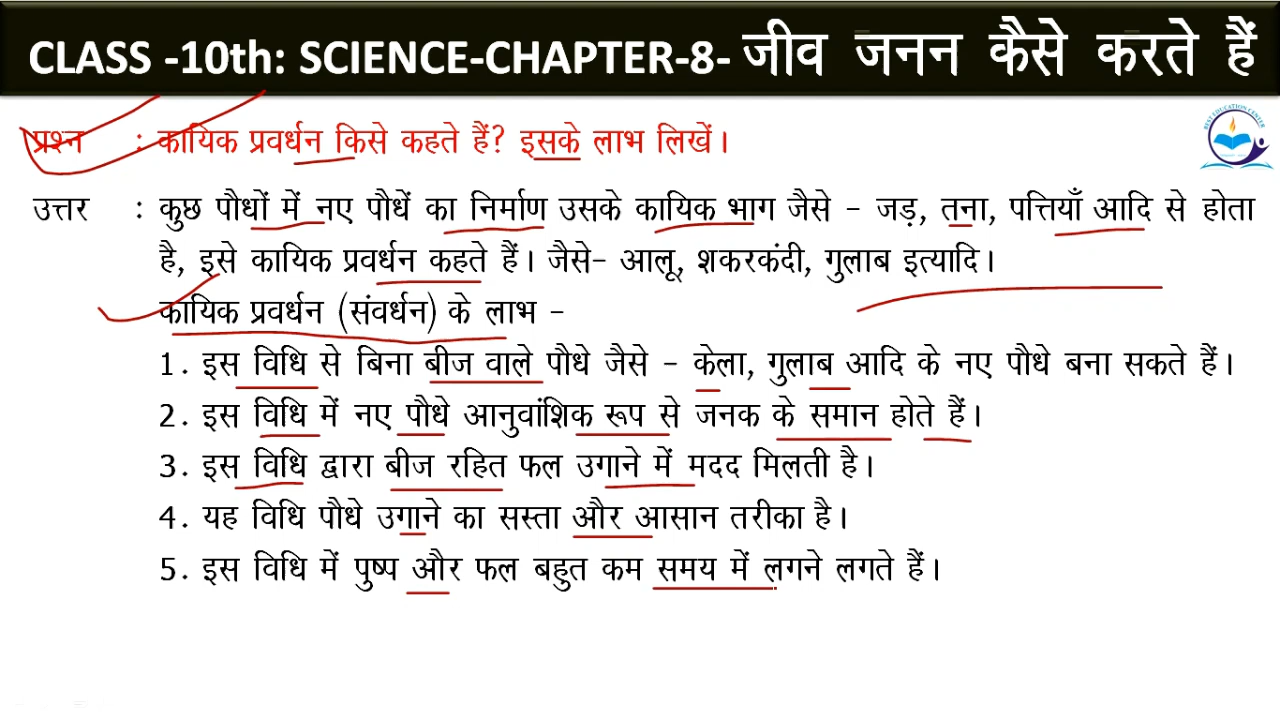 CLASS -10th: SCIENCE-CHAPTER-8- जीव जनन कैसे करते हैं
BEST EDUCATION CENTER
प्रश्न : कायिक प्रवर्धन किसे कहते हैं? इसके लाभ लिखें।
उत्तर : कुछ पौधों में नए पौधें का निर्माण उसके कायिक भाग जैसे - जड़, तना, पत्तियाँ आदि से होता
है, इसे कायिक प्रवर्धन कहते हैं। जैसे- आलू, शकरकंदी, गुलाब इत्यादि।
कायिक प्रवर्धन (संवर्धन) के लाभ -
1. इस विधि से बिना बीज वाले पौधे जैसे - केला, गुलाब आदि के नए पौधे बना सकते हैं।
2. इस विधि में नए पौधे आनुवांशिक रूप से जनक के समान होते हैं।
3. इस विधि द्वारा बीज रहित फल उगाने में मदद मिलती है।
4. यह विधि पौधे उगाने का सस्ता और आसान तरीका है।
5. इस विधि में पुष्प और फल बहुत कम समय में लगने लगते हैं।